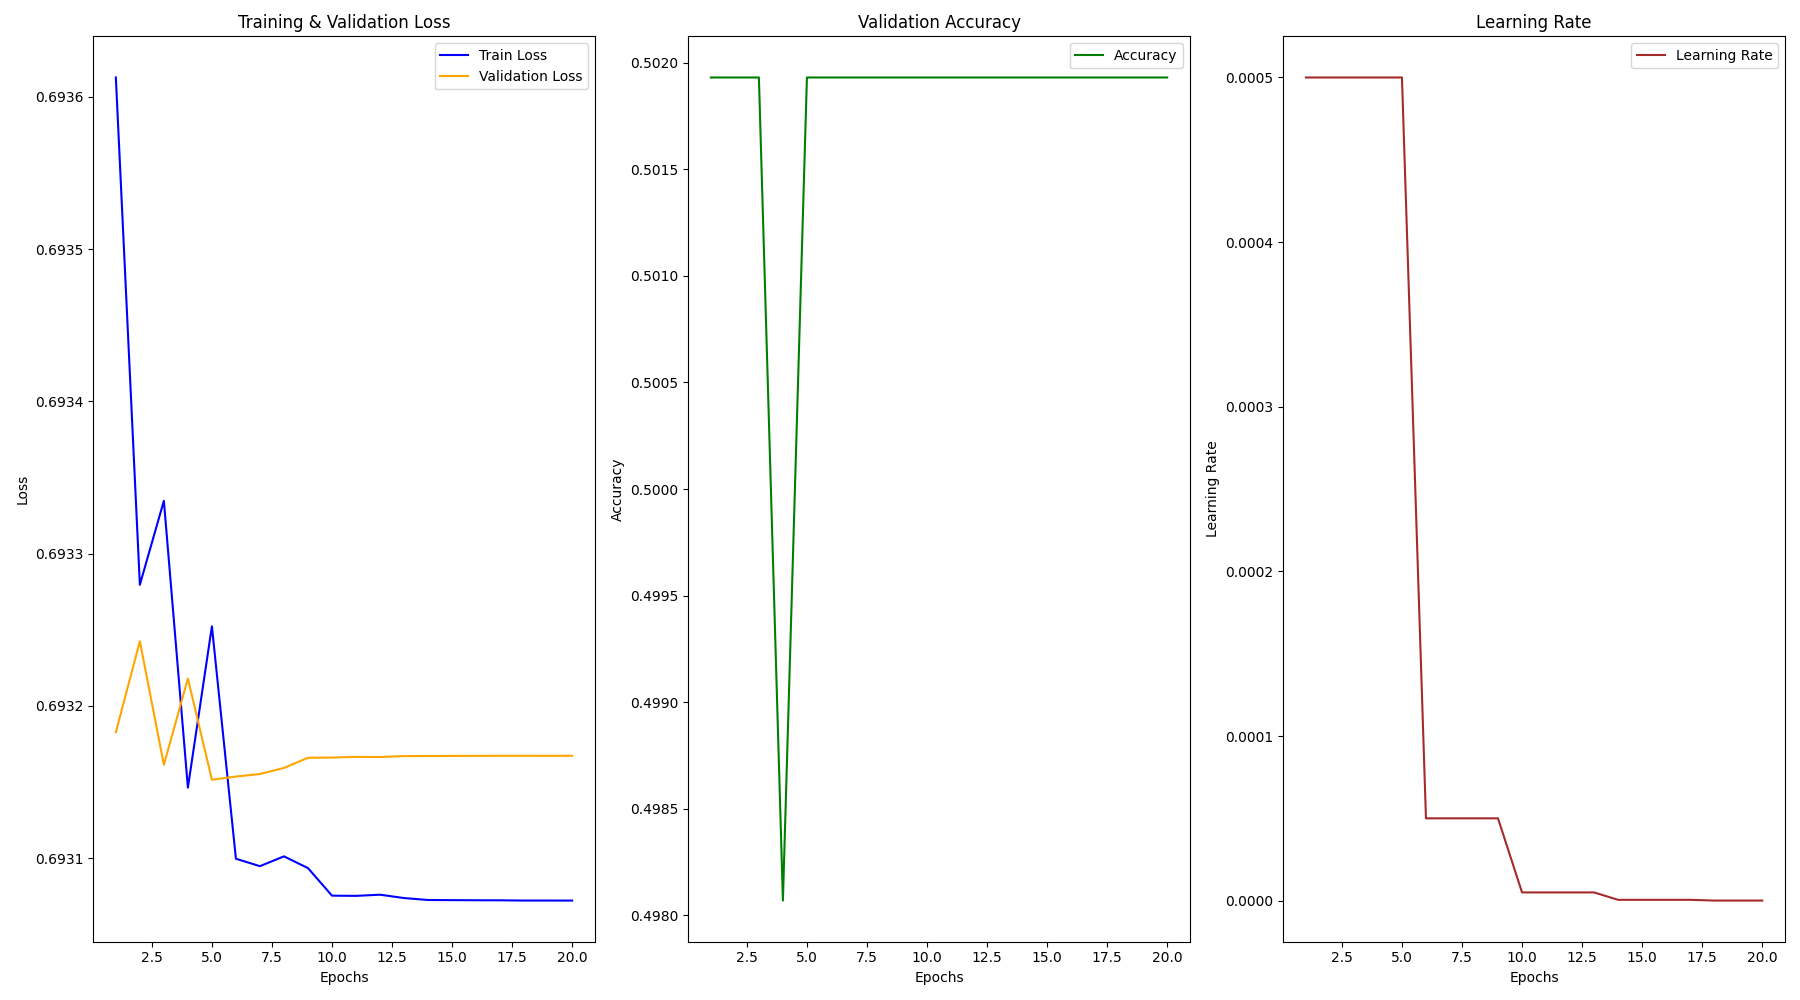 Training & Validation Loss
Train Loss
Validation Loss
0.6936
0.6935
0.6934
0.6933
0.6932
0.6931
Loss
2.5 5.0 7.5 10.0 12.5 15.0 17.5 20.0
Epochs
Validation Accuracy
Accuracy
0.5020
0.5015
0.5010
0.5005
0.5000
0.4995
0.4990
0.4985
0.4980
Accuracy
2.5 5.0 7.5 10.0 12.5 15.0 17.5 20.0
Epochs
Learning Rate
Learning Rate
0.0005
0.0004
0.0003
0.0002
0.0001
0.0000
Learning Rate
2.5 5.0 7.5 10.0 12.5 15.0 17.5 20.0
Epochs